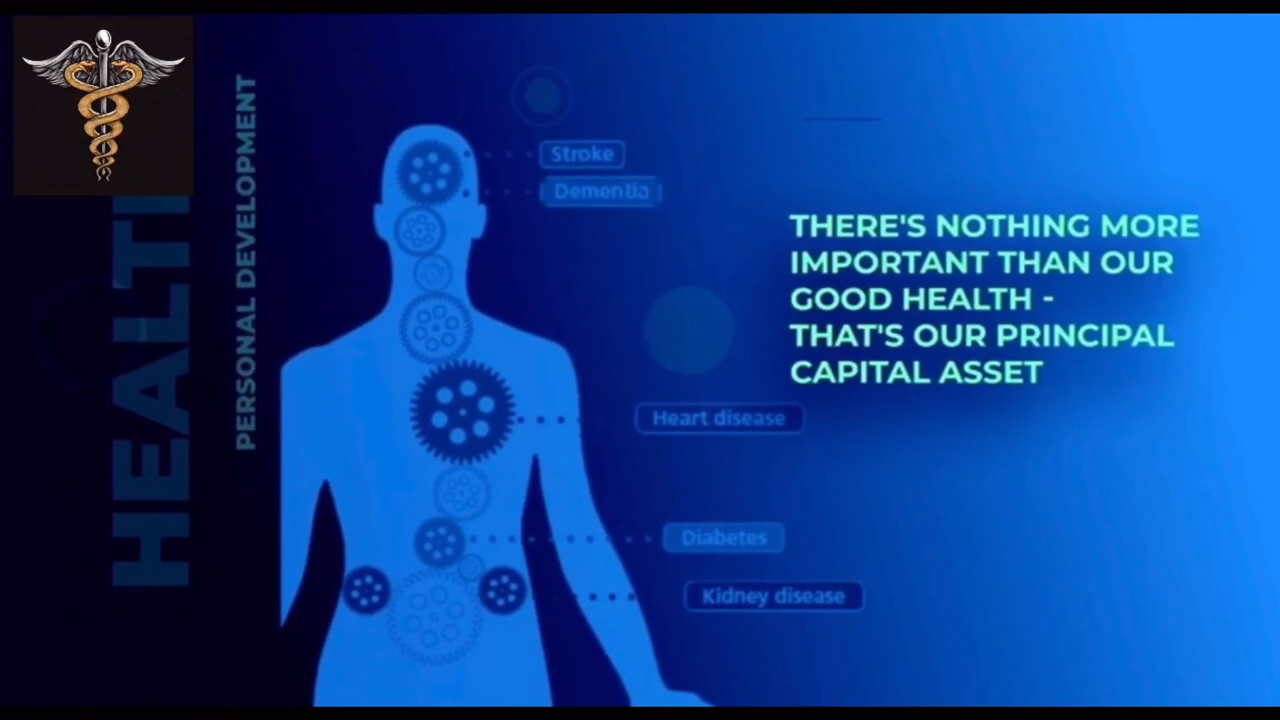 HEALT
PERSONAL DEVELOPMENT
Stroke
Dementia
THERE'S NOTHING MORE
IMPORTANT THAN OUR
GOOD HEALTH -
THAT'S OUR PRINCIPAL
CAPITAL ASSET
Heart disease
Diabetes
Kidney disease